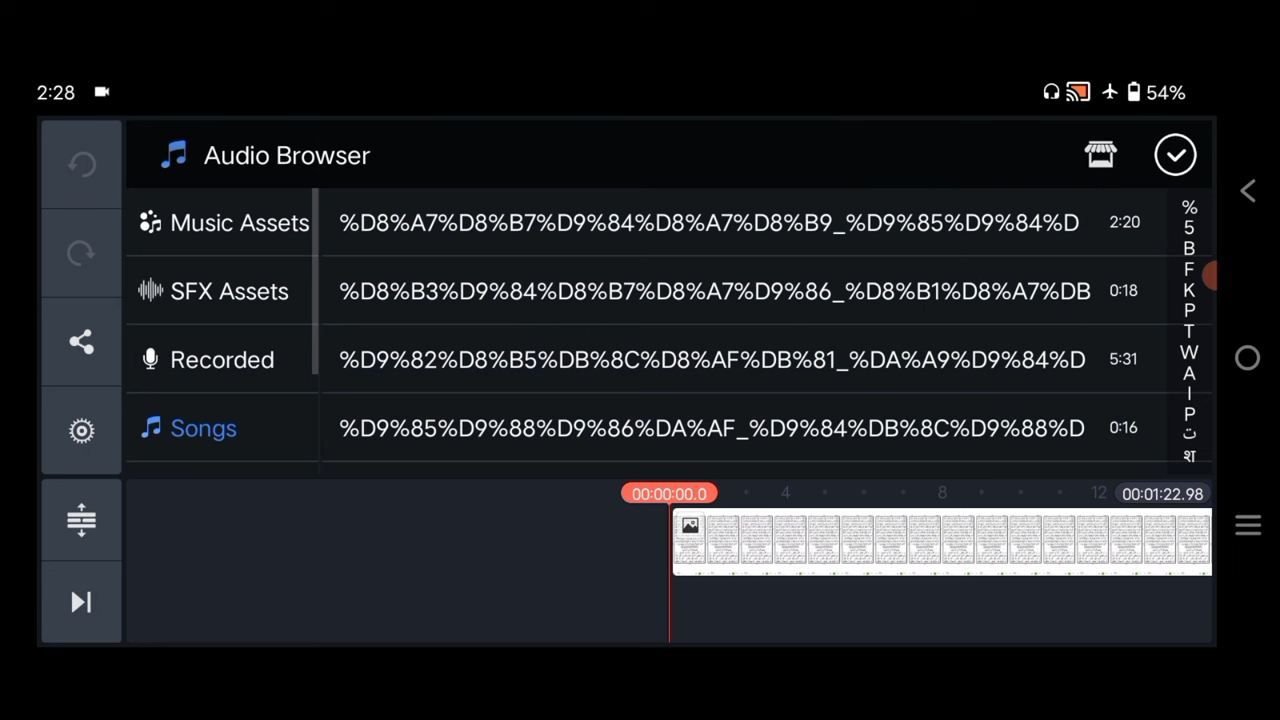 2:28
54%
Audio Browser
Music Assets
%D8%A7%D8%B7%D9%84%D8%A7%D8%B9_%D9%85%D9%84%D
2:20
SFX Assets
%D8%B3%D9%84%D8%B7%D8%A7%D9%86_%D8%B1%D8%A7%DB
0:18
Recorded
%D9%82%D8%B5%DB%8C%D8%AF%DB%81_%DA%A9%D9%84%D
5:31
Songs
%D9%85%D9%88%D9%86%DA%AF_%D9%84%DB%8C%D9%88%D
0:16
%
5
B
F
K
P
T
W
A
I
P
ت
श
00:00:00.0
4
8
12
00:01:22.98